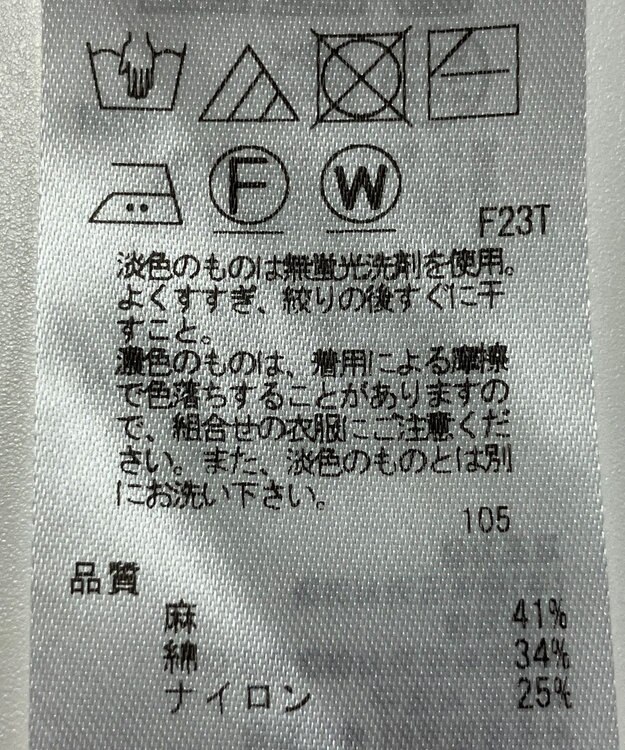 F W
F23T
淡色のものは無蛍光洗剤を使用。
よくすすぎ、絞りの後すぐに干
すこと。
濃色のものは、着用による摩擦
で色落ちすることがありますの
で、組合せの衣服にご注意くだ
さい。また、淡色のものとは別
にお洗い下さい。
105
品質
麻 41%
綿 34%
ナイロン 25%